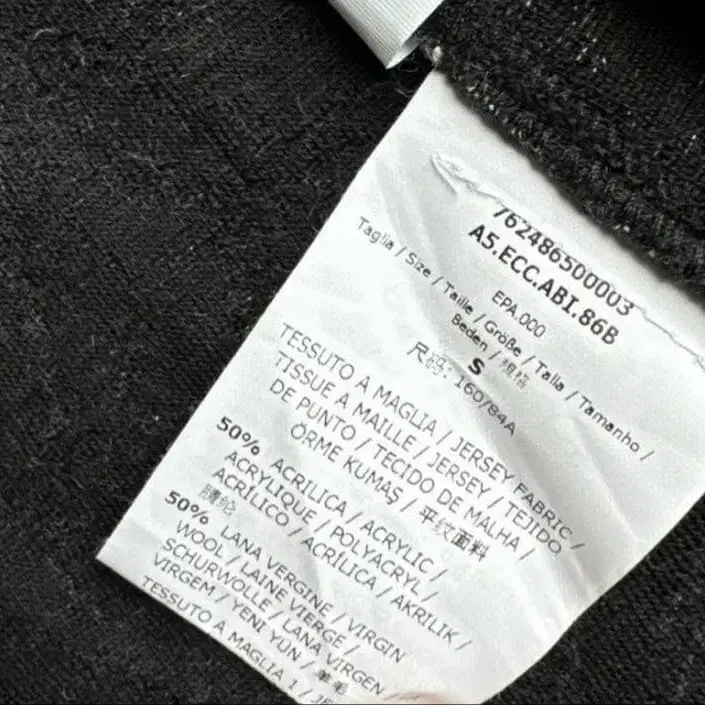 762486500003
A5.ECC.ABI.86B
EPA.000
Taglia / Size / Taille / Größe / Talla / Tamanho /
Beden / 规格
S
尺码: 160/84A
TESSUTO A MAGLIA / JERSEY FABRIC /
TISSUE A MAILLE / JERSEY / TEJIDO
DE PUNTO / TECIDO DE MALHA /
ÖRME KUMAŞ / 平纹面料
50% ACRILICA / ACRYLIC /
ACRYLIQUE / POLYACRYL /
ACRÍLICO / ACRÍLICA / AKRILIK /
腈纶
50% LANA VERGINE / VIRGIN
WOOL / LAINE VIERGE /
SCHURWOLLE / LANA VIRGEN /
VIRGEM / YENI YÜN / 羊毛
TESSUTO A MAGLIA 1 / JE